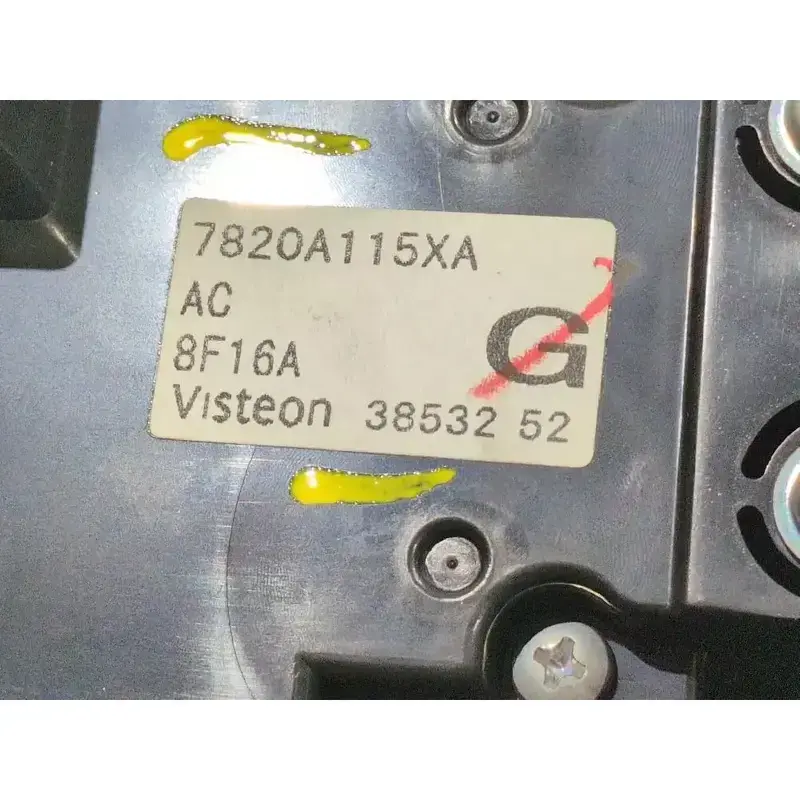 7820A115XA
AC
8F16A
G
Visteon 38532 52